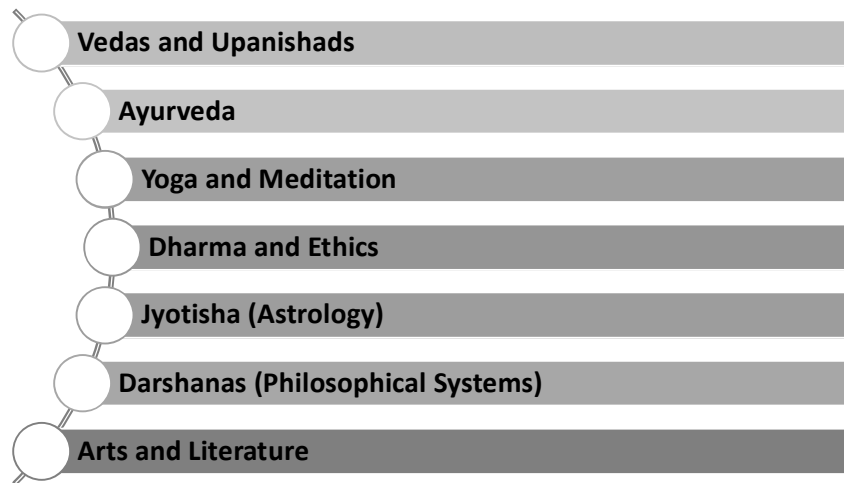 Vedas and Upanishads
Ayurveda
Yoga and Meditation
Dharma and Ethics
Jyotisha (Astrology)
Darshanas (Philosophical Systems)
Arts and Literature